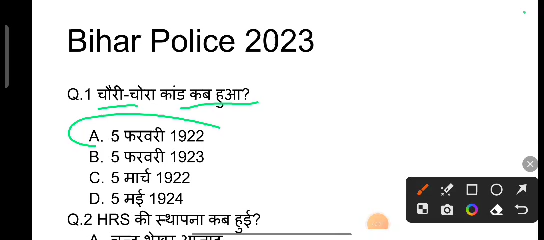 Bihar Police 2023
Q.1 चौरी-चोरा कांड कब हुआ?
A. 5 फरवरी 1922
B. 5 फरवरी 1923
C. 5 मार्च 1922
D. 5 मई 1924
Q.2 HRS की स्थापना कब हुई?